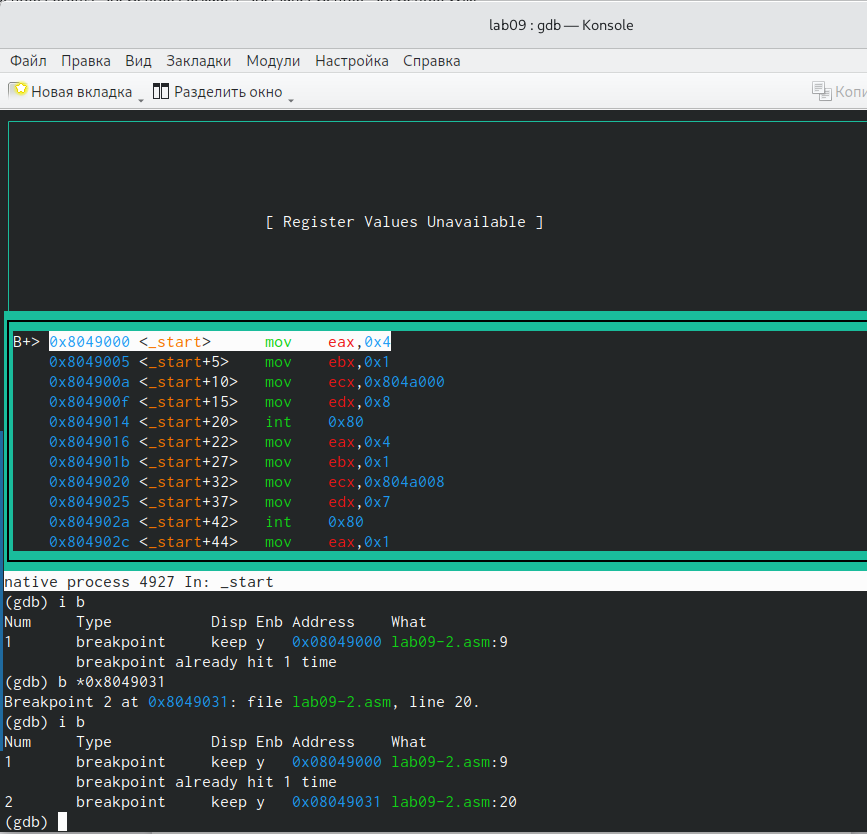 lab09 : gdb — Konsole
Файл Правка Вид Закладки Модули Настройка Справка
Новая вкладка Разделить окно
[ Register Values Unavailable ]
B+> 0x8049000 <_start> mov eax,0x4
0x8049005 <_start+5> mov ebx,0x1
0x804900a <_start+10> mov ecx,0x804a000
0x804900f <_start+15> mov edx,0x8
0x8049014 <_start+20> int 0x80
0x8049016 <_start+22> mov eax,0x4
0x804901b <_start+27> mov ebx,0x1
0x8049020 <_start+32> mov ecx,0x804a008
0x8049025 <_start+37> mov edx,0x7
0x804902a <_start+42> int 0x80
0x804902c <_start+44> mov eax,0x1
native process 4927 In: _start
(gdb) i b
Num Type Disp Enb Address What
1 breakpoint keep y 0x08049000 lab09-2.asm:9
breakpoint already hit 1 time
(gdb) b *0x8049031
Breakpoint 2 at 0x8049031: file lab09-2.asm, line 20.
(gdb) i b
Num Type Disp Enb Address What
1 breakpoint keep y 0x08049000 lab09-2.asm:9
breakpoint already hit 1 time
2 breakpoint keep y 0x08049031 lab09-2.asm:20
(gdb)